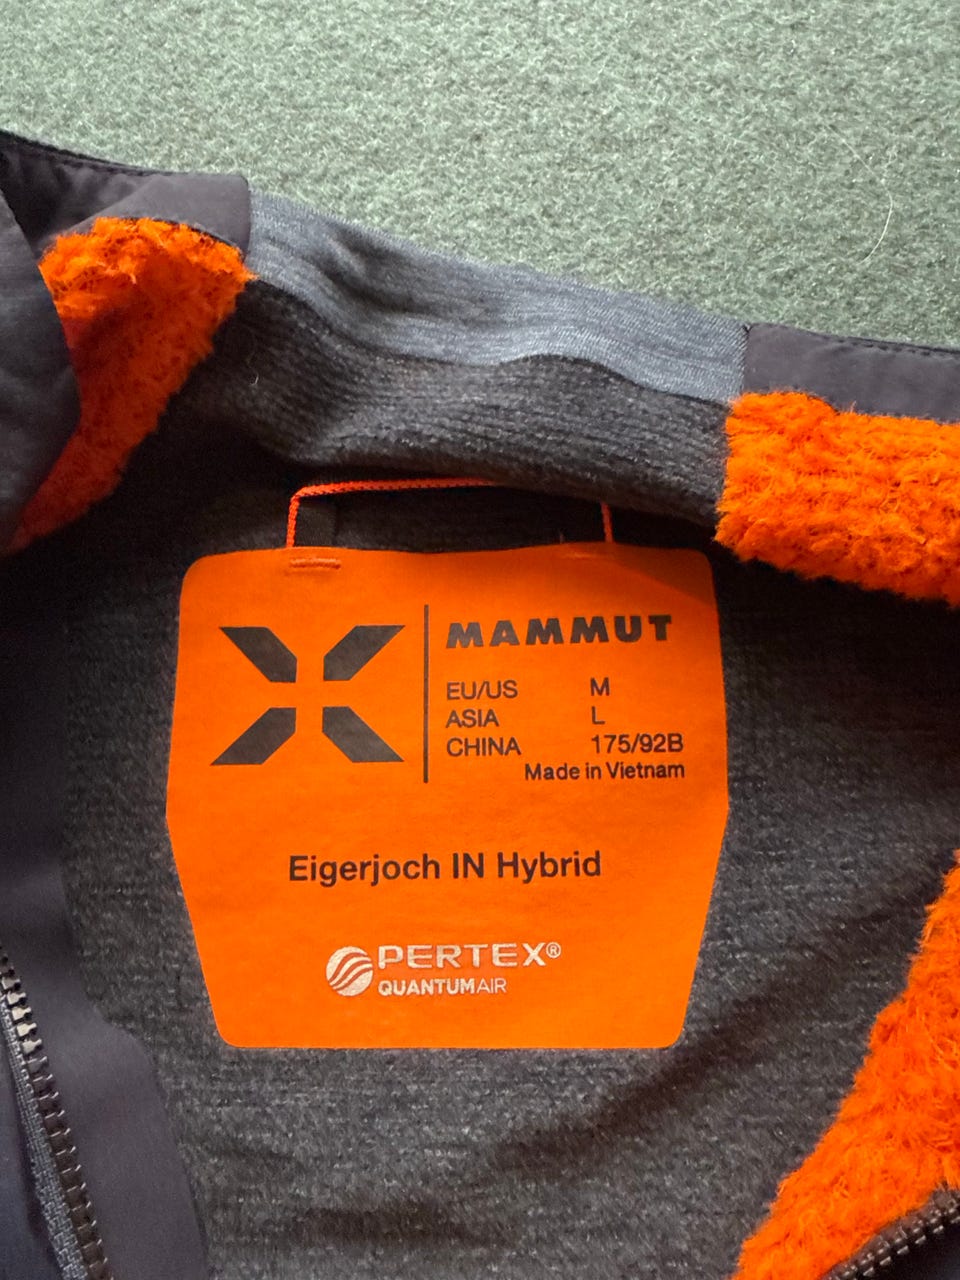 MAMMUT
EU/US M
ASIA L
CHINA 175/92B
Made in Vietnam
Eigerjoch IN Hybrid
PERTEX®
QUANTUMAIR